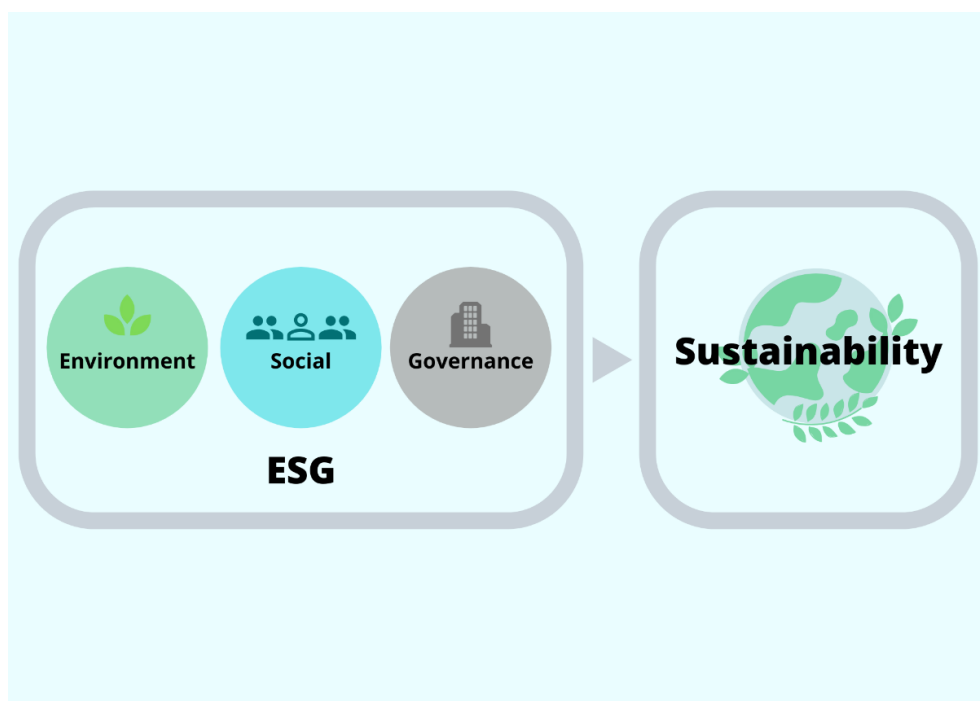 Environment
Social
Governance
ESG
Sustainability